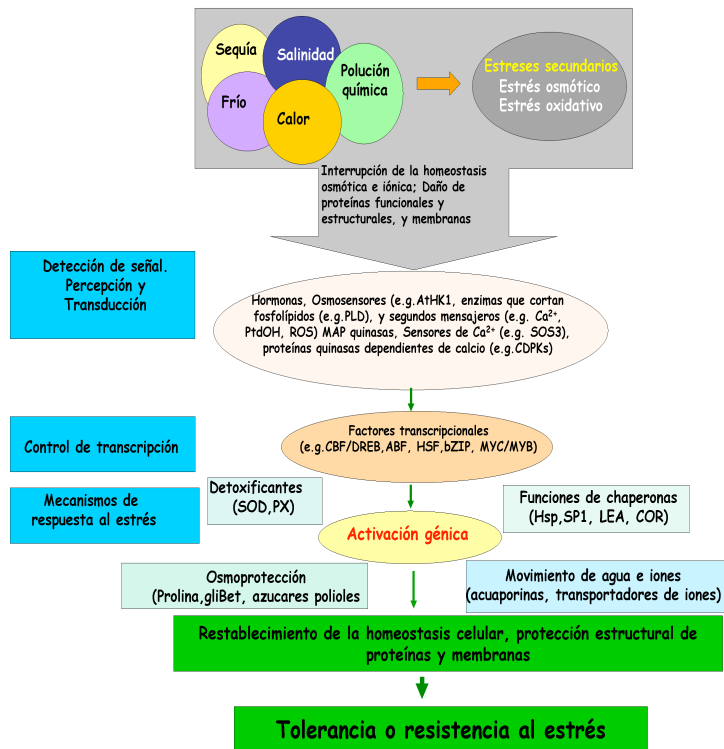 Sequía
Salinidad
Polución
química
Frío
Calor
Estreses secundarios
Estrés osmótico
Estrés oxidativo
Interrupción de la homeostasis
osmótica e iónica; Daño de
proteínas funcionales y
estructurales, y membranas
Detección de señal.
Percepción y
Transducción
Hormonas, Osmosensores (e.g.AtHK1, enzimas que cortan
fosfolípidos (e.g.PLD), y segundos mensajeros (e.g. Ca²⁺,
PtdOH, ROS) MAP quinasas, Sensores de Ca²⁺ (e.g. SOS3),
proteínas quinasas dependientes de calcio (e.g.CDPKs)
Control de transcripción
Factores transcripcionales
(e.g.CBF/DREB,ABF, HSF,bZIP, MYC/MYB)
Mecanismos de
respuesta al estrés
Detoxificantes
(SOD,PX)
Funciones de chaperona
(Hsp,SP1, LEA, COR)
Activación génica
Osmoprotección
(Prolina,gliBet, azucares polioles
Movimiento de agua e iones
(acuaporinas, transportadores de iones)
Restablecimiento de la homeostasis celular, protección estructural de
proteínas y membranas
Tolerancia o resistencia al estrés